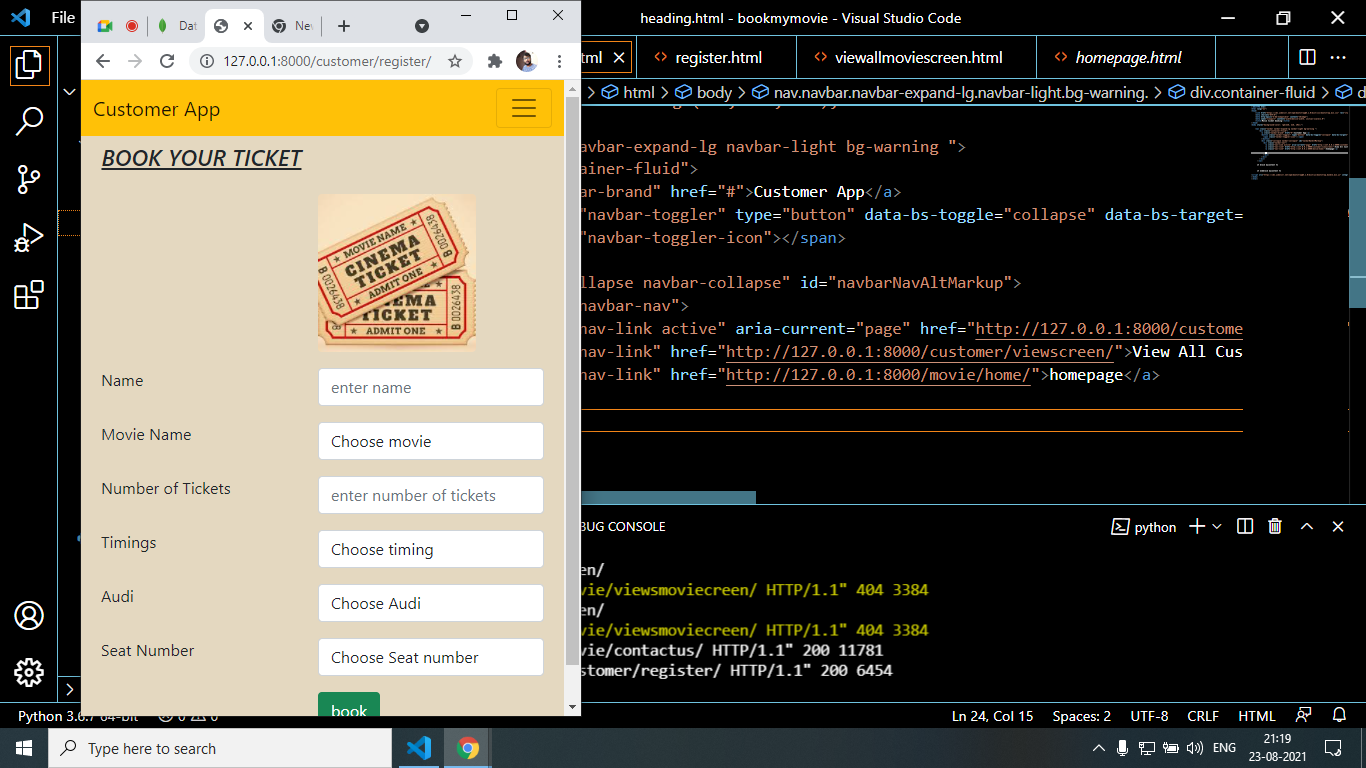 File
heading.html - bookmymovie - Visual Studio Code
Dat
Nev
127.0.0.1:8000/customer/register/
tml
register.html
viewallmoviescreen.html
homepage.html
html
body
nav.navbar.navbar-expand-lg.navbar-light.bg-warning.
div.container-fluid
d
Customer App
BOOK YOUR TICKET
MOVIE NAME
CINEMA
TICKET
ADMIT ONE
B 0026438
B 0026438
TICKET
ADMIT ONE
B 0026438
Name
enter name
Movie Name
Choose movie
Number of Tickets
enter number of tickets
Timings
Choose timing
Audi
Choose Audi
Seat Number
Choose Seat number
book
avbar-expand-lg navbar-light bg-warning ">
ainer-fluid">
ar-brand" href="#">Customer App</a>
"navbar-toggler" type="button" data-bs-toggle="collapse" data-bs-target=
"navbar-toggler-icon"></span>
llapse navbar-collapse" id="navbarNavAltMarkup">
navbar-nav">
nav-link active" aria-current="page" href="http://127.0.0.1:8000/custome
nav-link" href="http://127.0.0.1:8000/customer/viewscreen/">View All Cus
nav-link" href="http://127.0.0.1:8000/movie/home/">homepage</a>
BUG CONSOLE
python
en/
vie/viewsmoviecreen/ HTTP/1.1" 404 3384
en/
vie/viewsmoviecreen/ HTTP/1.1" 404 3384
vie/contactus/ HTTP/1.1" 200 11781
stomer/register/ HTTP/1.1" 200 6454
Python 3.6.7 64-bit
0
0
Ln 24, Col 15
Spaces: 2
UTF-8
CRLF
HTML
Type here to search
ENG
21:19
23-08-2021